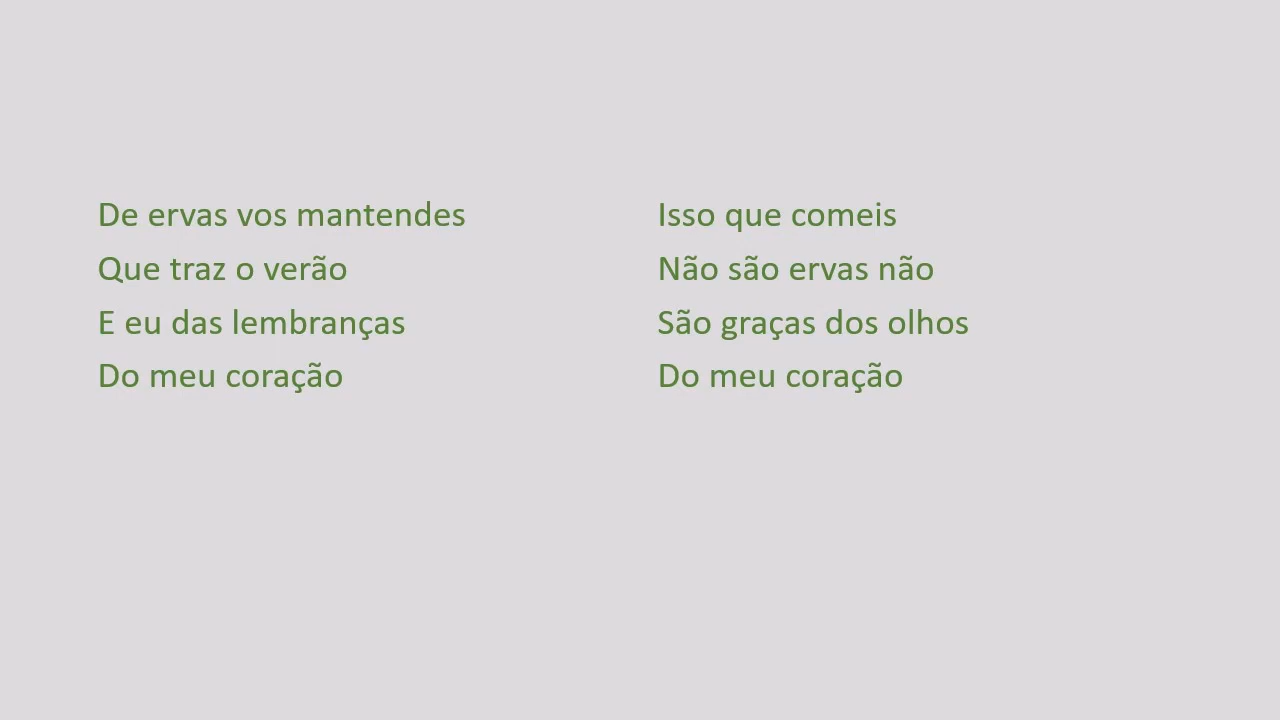 De ervas vos mantendes
Que traz o verão
E eu das lembranças
Do meu coração
Isso que comeis
Não são ervas não
São graças dos olhos
Do meu coração